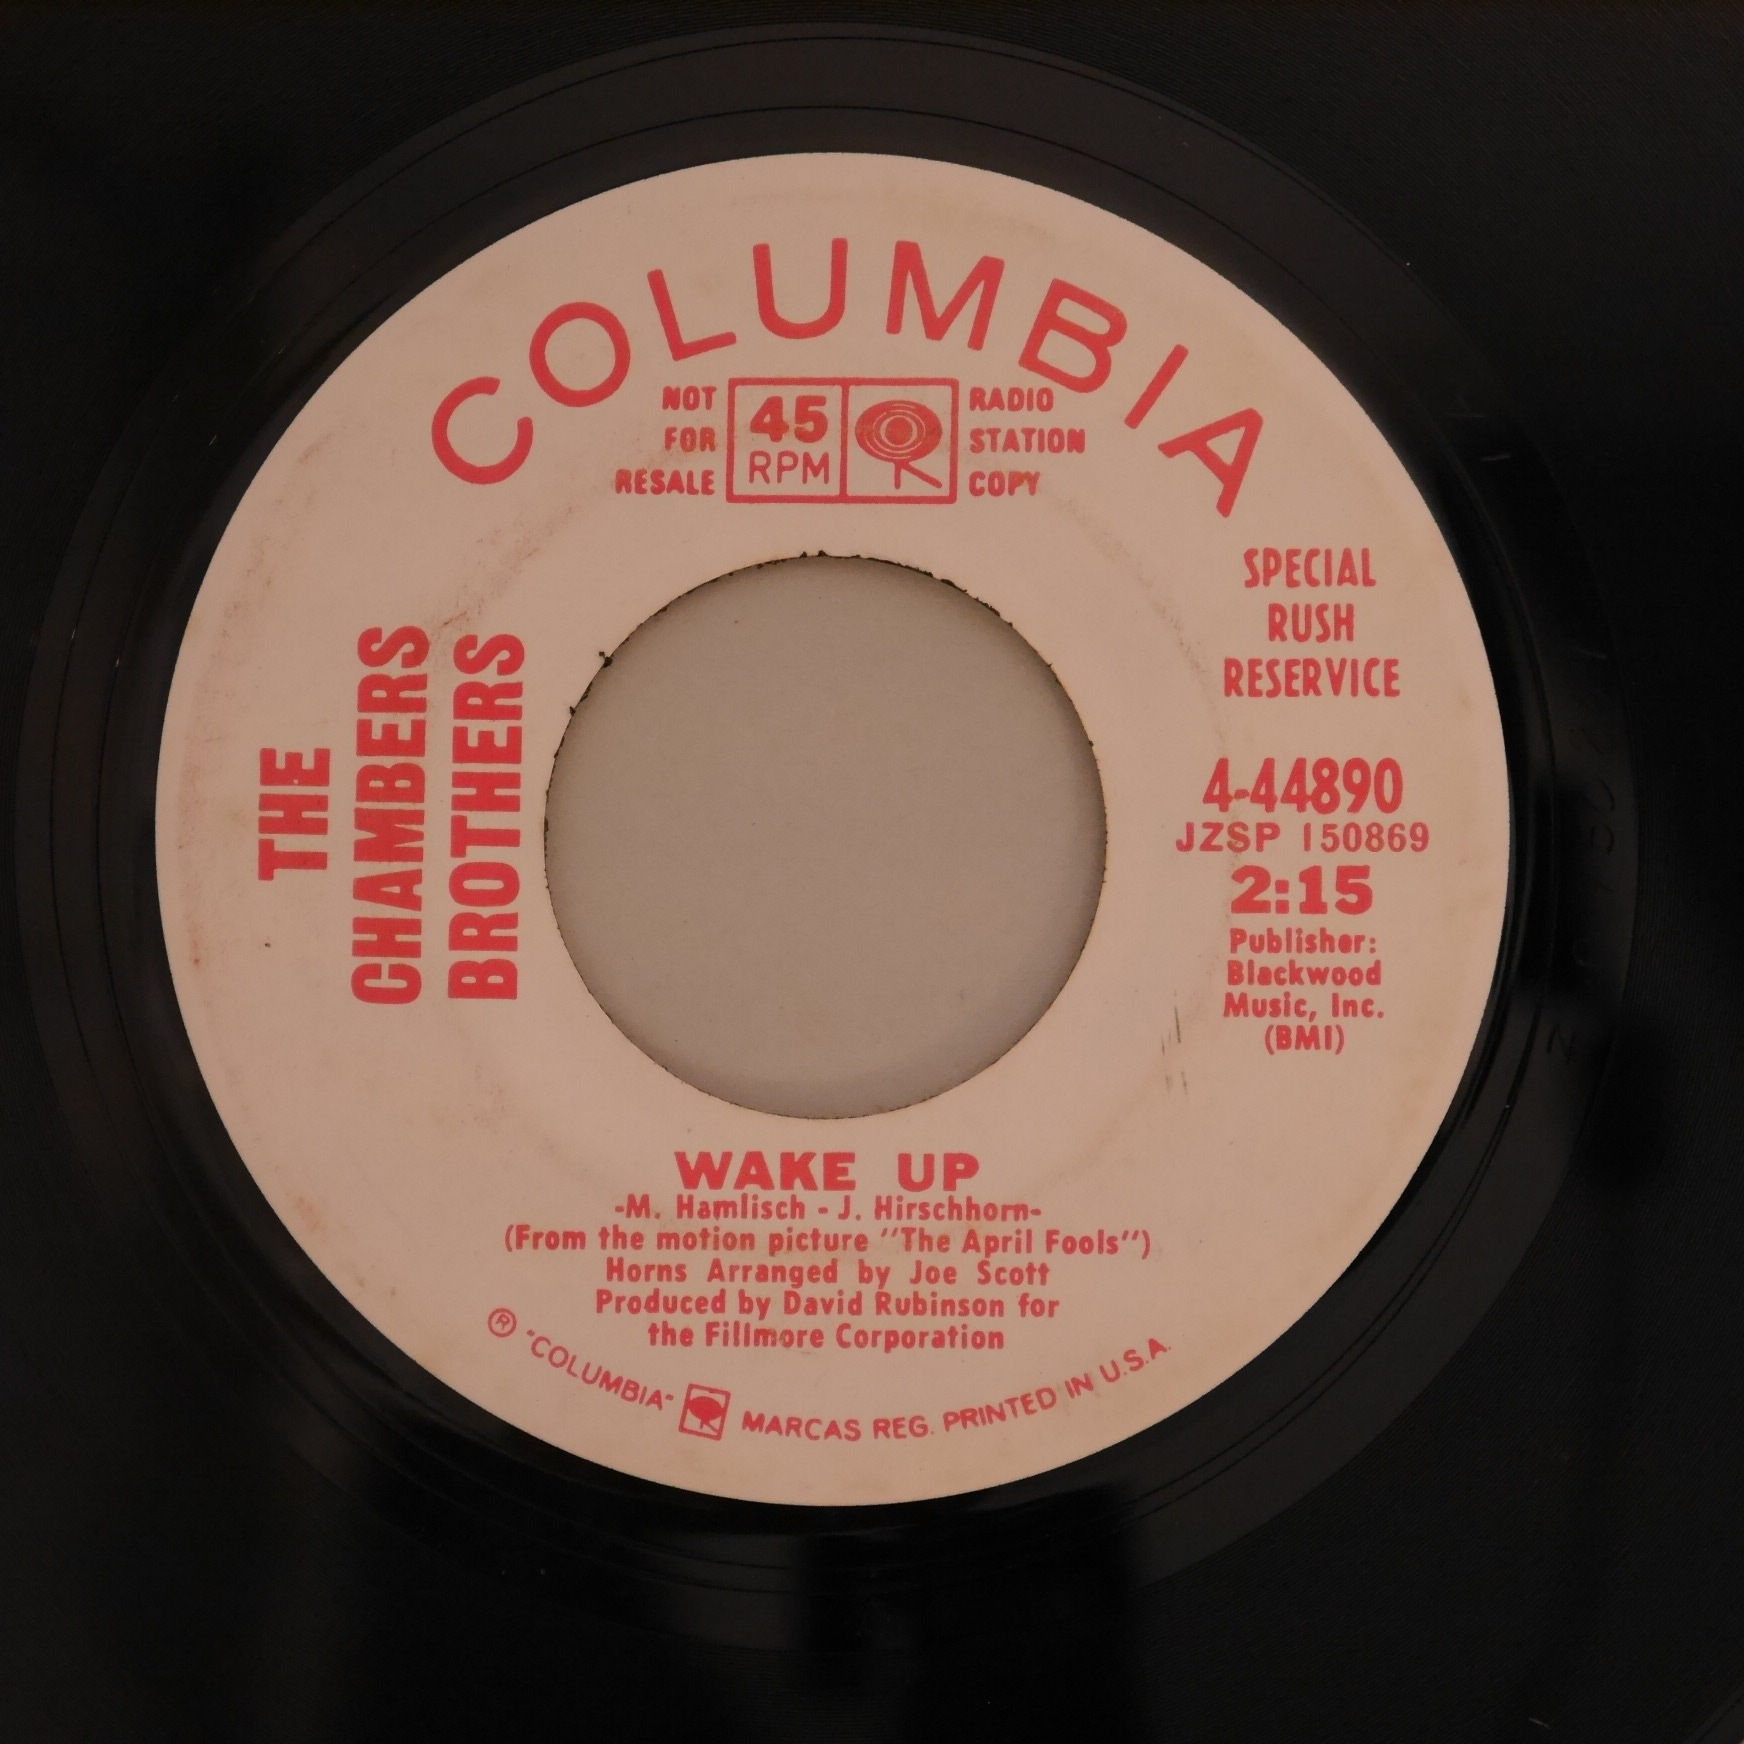 COLUMBIA
NOT
FOR
RESALE
45
RPM
RADIO
STATION
COPY
SPECIAL
RUSH
RESERVICE
THE
CHAMBERS
BROTHERS
4-44890
JZSP 150869
2:15
Publisher:
Blackwood
Music, Inc.
(BMI)
WAKE UP
-M. Hamlisch - J. Hirschhorn-
(From the motion picture "The April Fools")
Horns Arranged by Joe Scott
Produced by David Rubinson for
the Fillmore Corporation
® "COLUMBIA" MARCAS REG. PRINTED IN U.S.A.